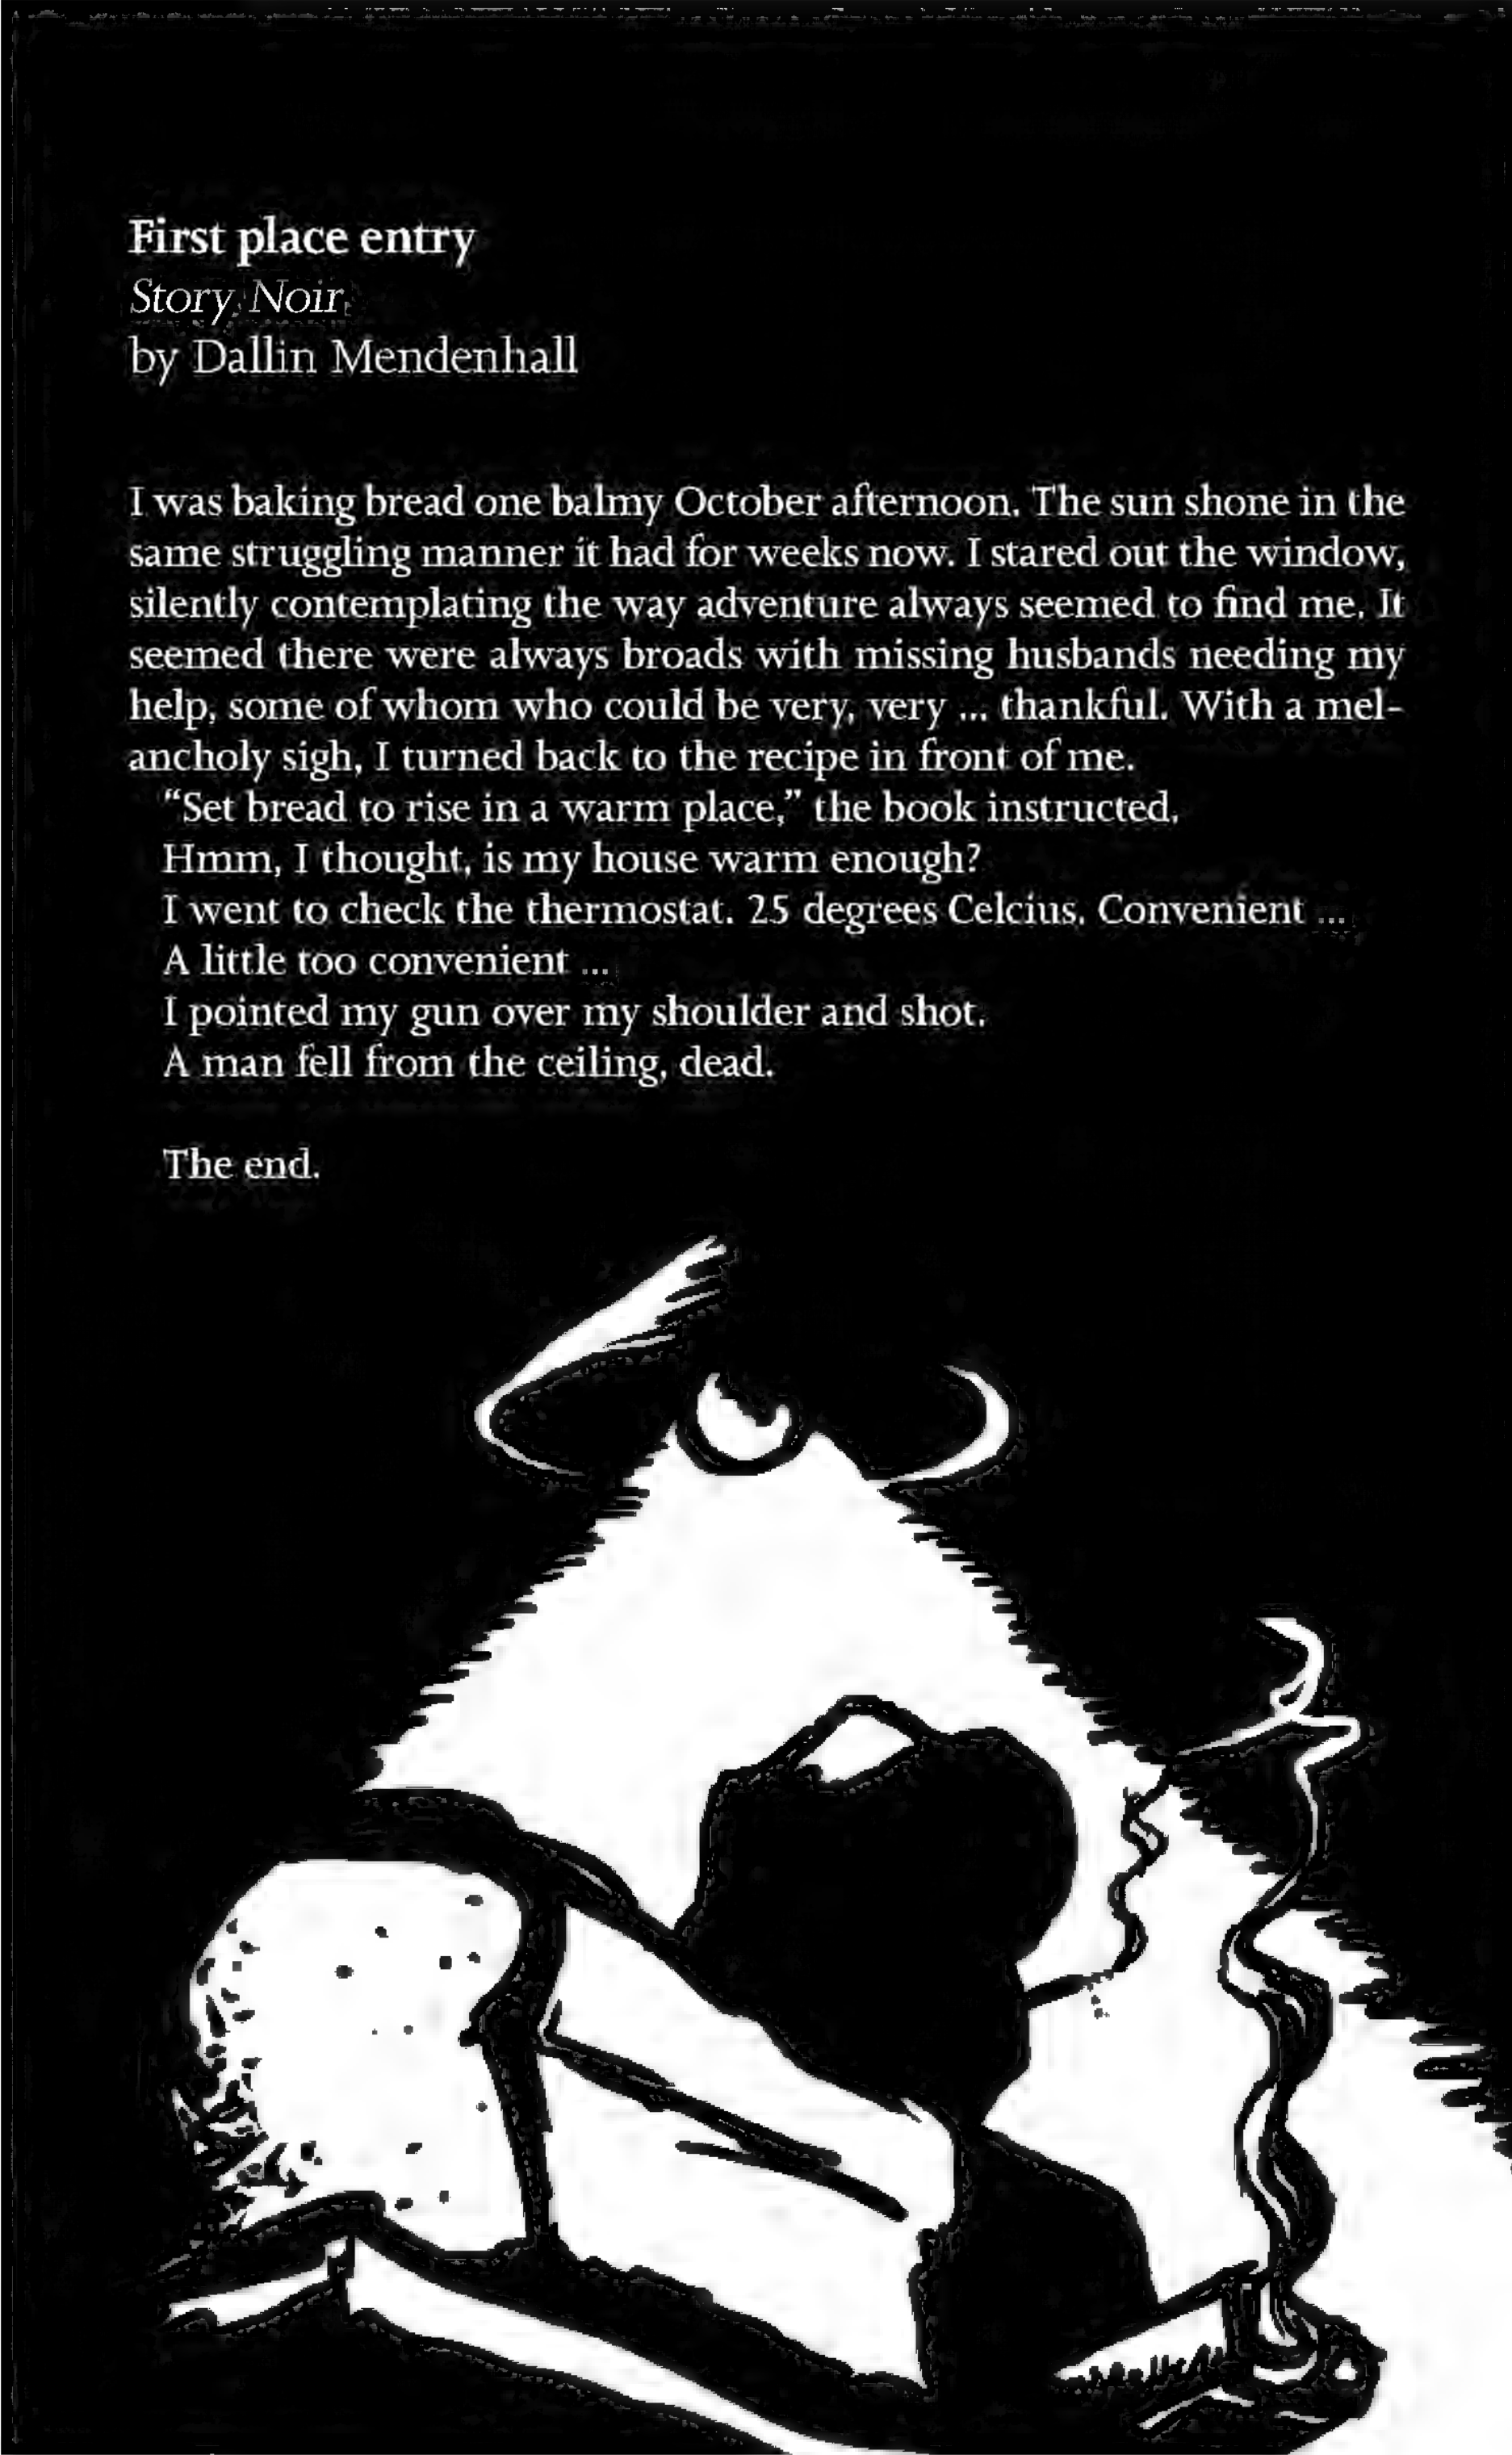 First place entry
Story Noir
by Dallin Mendenhall
I was baking bread one balmy October afternoon. The sun shone in the
same struggling manner it had for weeks now. I stared out the window,
silently contemplating the way adventure always seemed to find me. It
seemed there were always broads with missing husbands needing my
help, some of whom who could be very, very ... thankful. With a mel-
ancholy sigh, I turned back to the recipe in front of me.
“Set bread to rise in a warm place,” the book instructed.
Hmm, I thought, is my house warm enough?
I went to check the thermostat. 25 degrees Celcius. Convenient ...
A little too convenient ...
I pointed my gun over my shoulder and shot.
A man fell from the ceiling, dead.
The end.